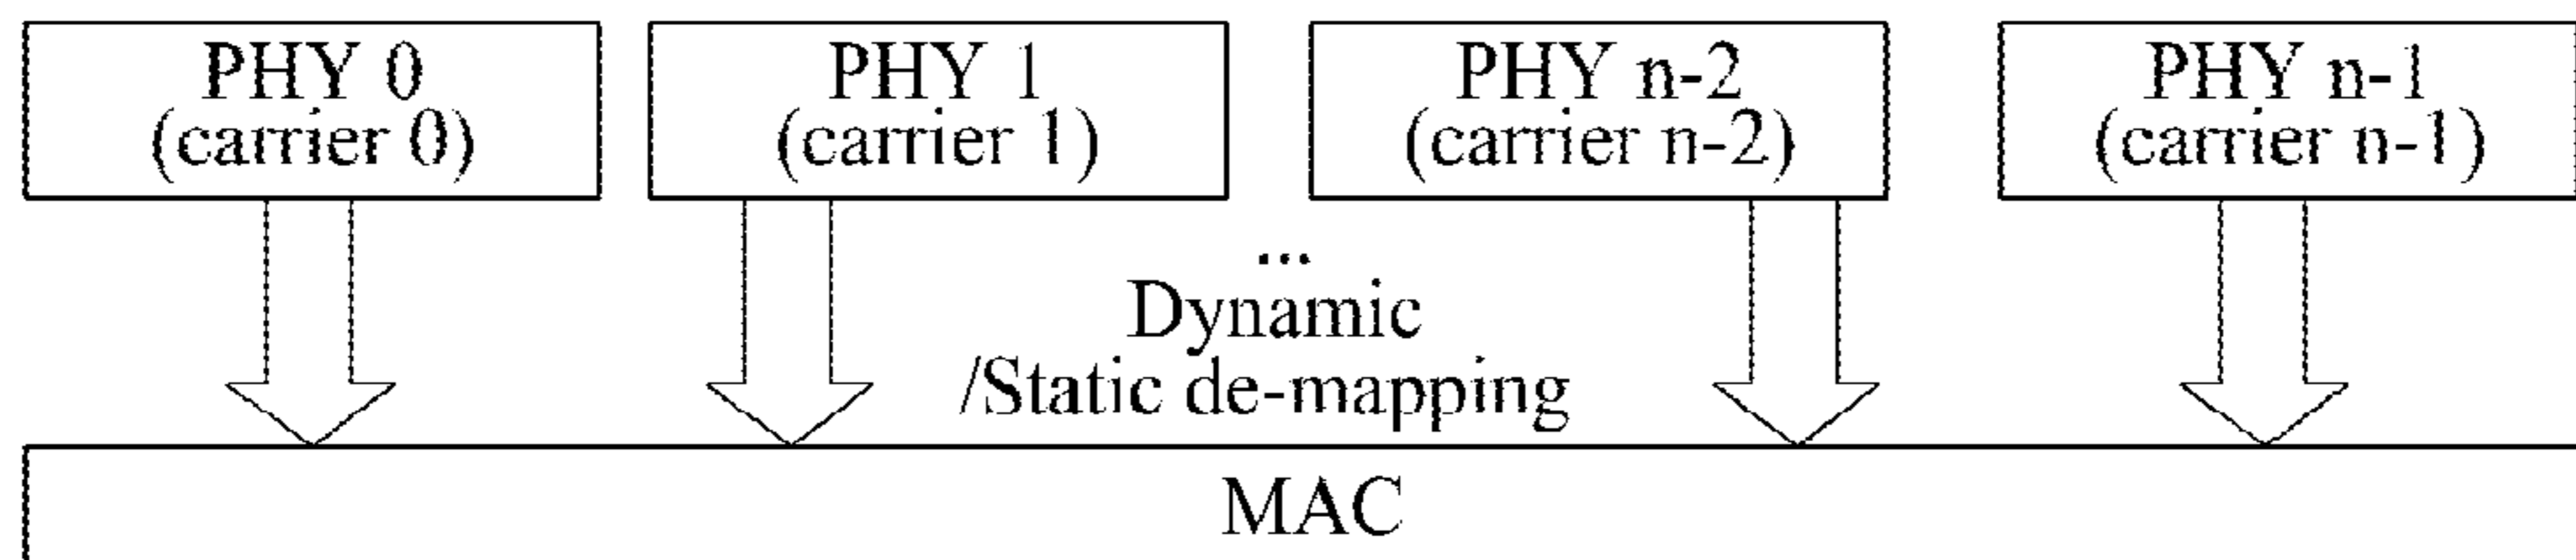 PHY 0
(carrier 0)
PHY 1
(carrier 1)
PHY n-2
(carrier n-2)
PHY n-1
(carrier n-1)
...
Dynamic
/Static de-mapping
MAC